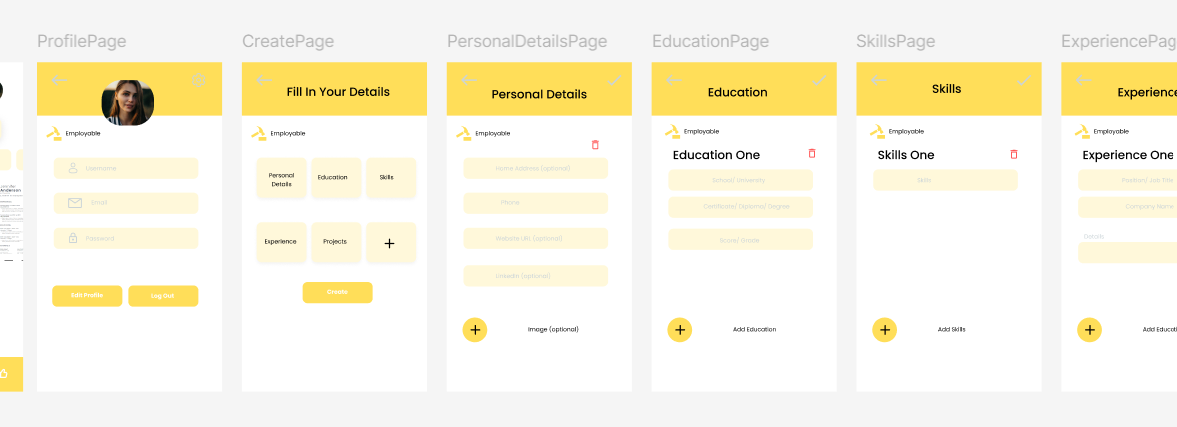 ProfilePage
Employable
Username
Email
Password
Edit Profile
Log Out
CreatePage
Fill In Your Details
Employable
Personal
Details
Education
Skills
Experience
Projects
Create
PersonalDetailsPage
Personal Details
Employable
Home Address (optional)
Phone
Website URL (optional)
Linkedin (optional)
Image (optional)
EducationPage
Education
Employable
Education One
School/ University
Certificate/ Diploma/ Degree
Score/ Grade
Add Education
SkillsPage
Skills
Employable
Skills One
Skills
Add Skills
ExperiencePag
Experience
Employable
Experience One
Position/ Job Title
Company Name
Details
Add Educati
Anderson